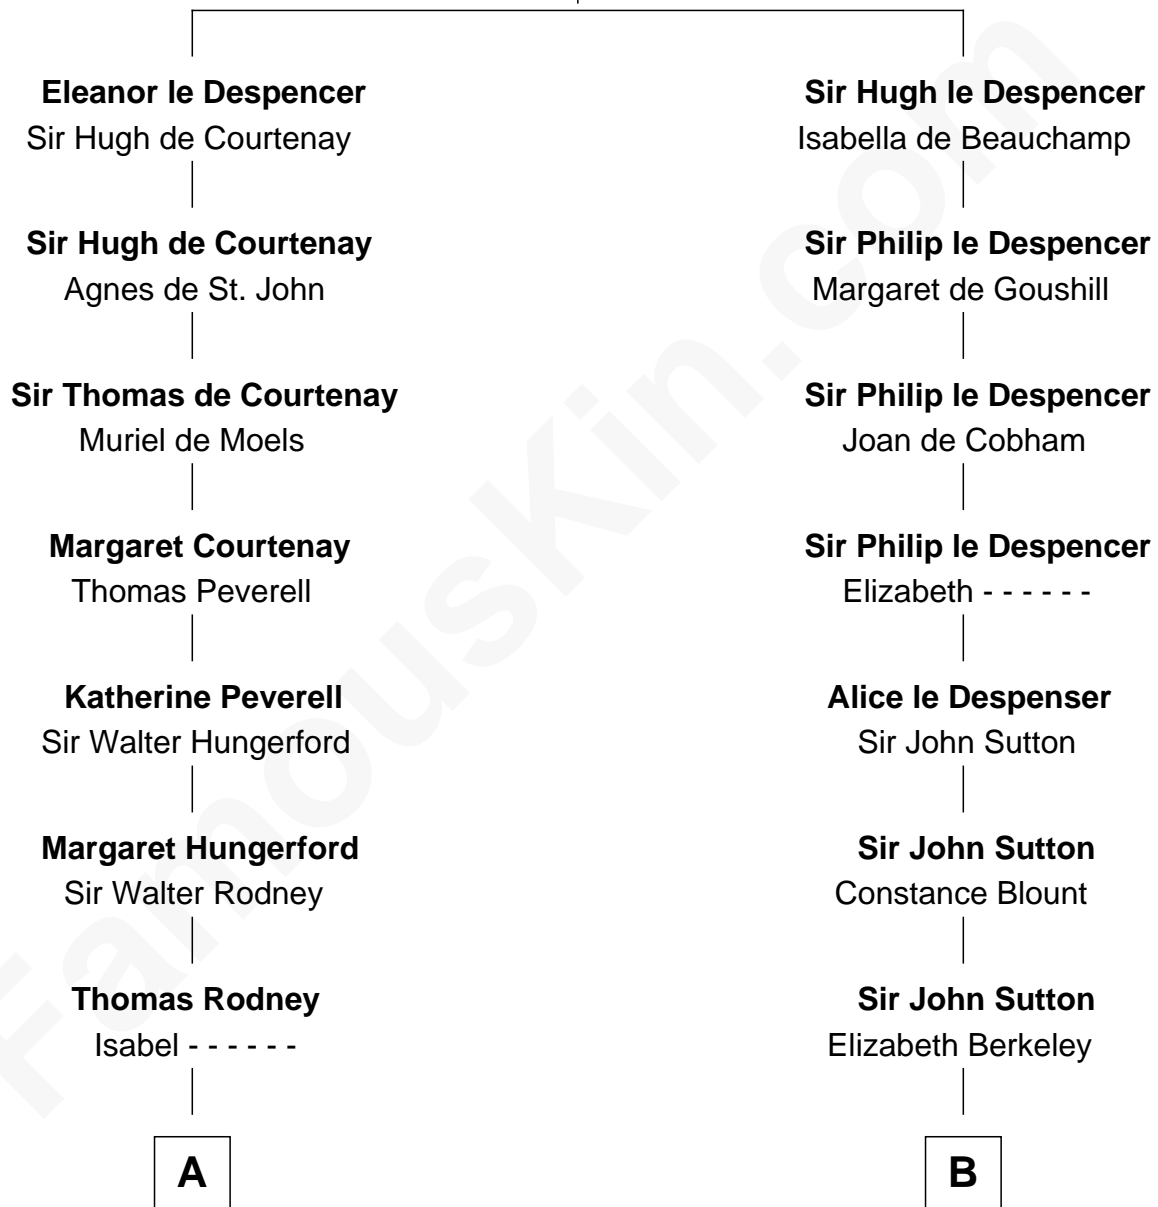 Eleanor le Despencer
Sir Hugh de Courtenay
Sir Hugh de Courtenay
Agnes de St. John
Sir Thomas de Courtenay
Muriel de Moels
Margaret Courtenay
Thomas Peverell
Katherine Peverell
Sir Walter Hungerford
Margaret Hungerford
Sir Walter Rodney
Thomas Rodney
Isabel - - - - - -
A
Sir Hugh le Despencer
Isabella de Beauchamp
Sir Philip le Despencer
Margaret de Goushill
Sir Philip le Despencer
Joan de Cobham
Sir Philip le Despencer
Elizabeth - - - - - -
Alice le Despenser
Sir John Sutton
Sir John Sutton
Constance Blount
Sir John Sutton
Elizabeth Berkeley
B
FamousKin.com